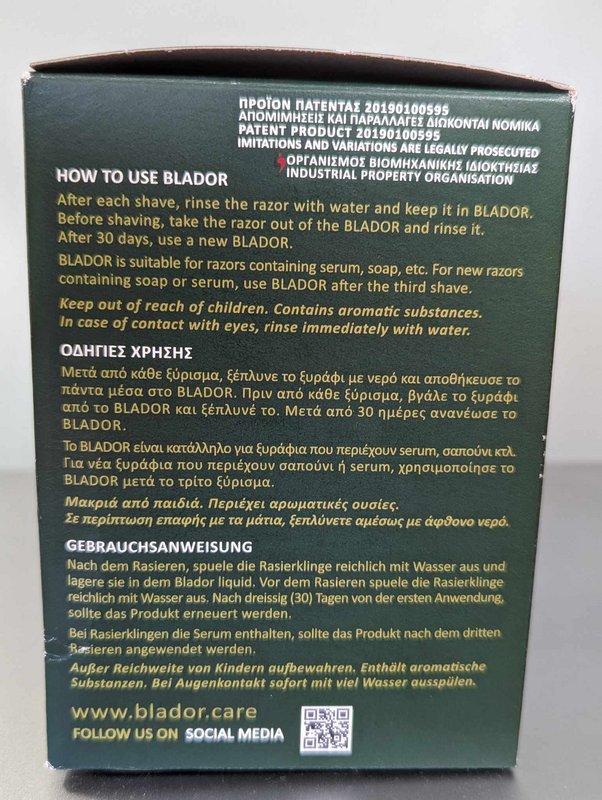 ΠΡΟΪΟΝ ΠΑΤΕΝΤΑΣ 20190100595
ΑΠΟΜΙΜΗΣΕΙΣ ΚΑΙ ΠΑΡΑΛΛΑΓΕΣ ΔΙΩΚΟΝΤΑΙ ΝΟΜΙΚΑ
PATENT PRODUCT 20190100595
IMITATIONS AND VARIATIONS ARE LEGALLY PROSECUTED
ΟΡΓΑΝΙΣΜΟΣ ΒΙΟΜΗΧΑΝΙΚΗΣ ΙΔΙΟΚΤΗΣΙΑΣ
INDUSTRIAL PROPERTY ORGANISATION
HOW TO USE BLADOR
After each shave, rinse the razor with water and keep it in BLADOR.
Before shaving, take the razor out of the BLADOR and rinse it.
After 30 days, use a new BLADOR.
BLADOR is suitable for razors containing serum, soap, etc. For new razors
containing soap or serum, use BLADOR after the third shave.
Keep out of reach of children. Contains aromatic substances.
In case of contact with eyes, rinse immediately with water.
ΟΔΗΓΙΕΣ ΧΡΗΣΗΣ
Μετά από κάθε ξύρισμα, ξέπλυνε το ξυράφι με νερό και αποθήκευσε το
πάντα μέσα στο BLADOR. Πριν από κάθε ξύρισμα, βγάλε το ξυράφι
από το BLADOR και ξέπλυνέ το. Μετά από 30 ημέρες ανανέωσε το
BLADOR.
Το BLADOR είναι κατάλληλο για ξυράφια που περιέχουν serum, σαπούνι κτλ.
Για νέα ξυράφια που περιέχουν σαπούνι ή serum, χρησιμοποίησε το
BLADOR μετά το τρίτο ξύρισμα.
Μακριά από παιδιά. Περιέχει αρωματικές ουσίες.
Σε περίπτωση επαφής με τα μάτια, ξεπλύνετε αμέσως με άφθονο νερό.
GEBRAUCHSANWEISUNG
Nach dem Rasieren, spuele die Rasierklinge reichlich mit Wasser aus und
lagere sie in dem Blador liquid. Vor dem Rasieren spuele die Rasierklinge
reichlich mit Wasser aus. Nach dreissig (30) Tagen von der ersten Anwendung,
sollte das Produkt erneuert werden.
Bei Rasierklingen die Serum enthalten, sollte das Produkt nach dem dritten
Rasieren angewendet werden.
Außer Reichweite von Kindern aufbewahren. Enthält aromatische
Substanzen. Bei Augenkontakt sofort mit viel Wasser ausspülen.
www.blador.care
FOLLOW US ON SOCIAL MEDIA